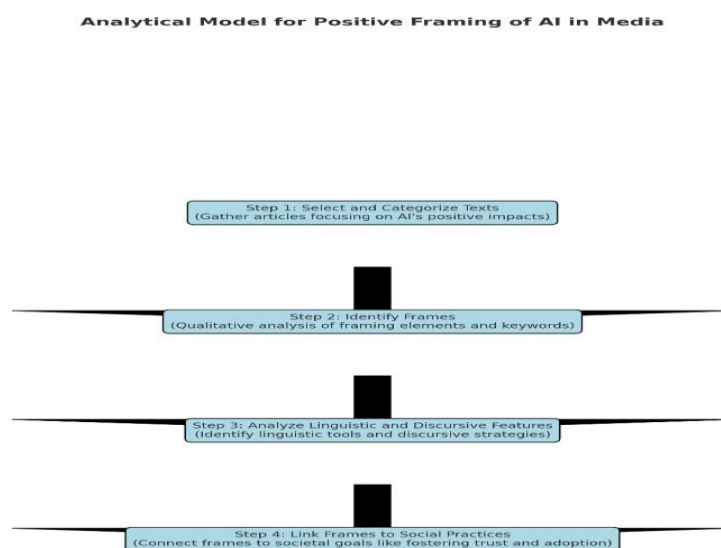 Analytical Model for Positive Framing of AI in Media
Step 1: Select and Categorize Texts
(Gather articles focusing on AI's positive impacts)
Step 2: Identify Frames
(Qualitative analysis of framing elements and keywords)
Step 3: Analyze Linguistic and Discursive Features
(Identify linguistic tools and discursive strategies)
Step 4: Link Frames to Social Practices
(Connect frames to societal goals like fostering trust and adoption)